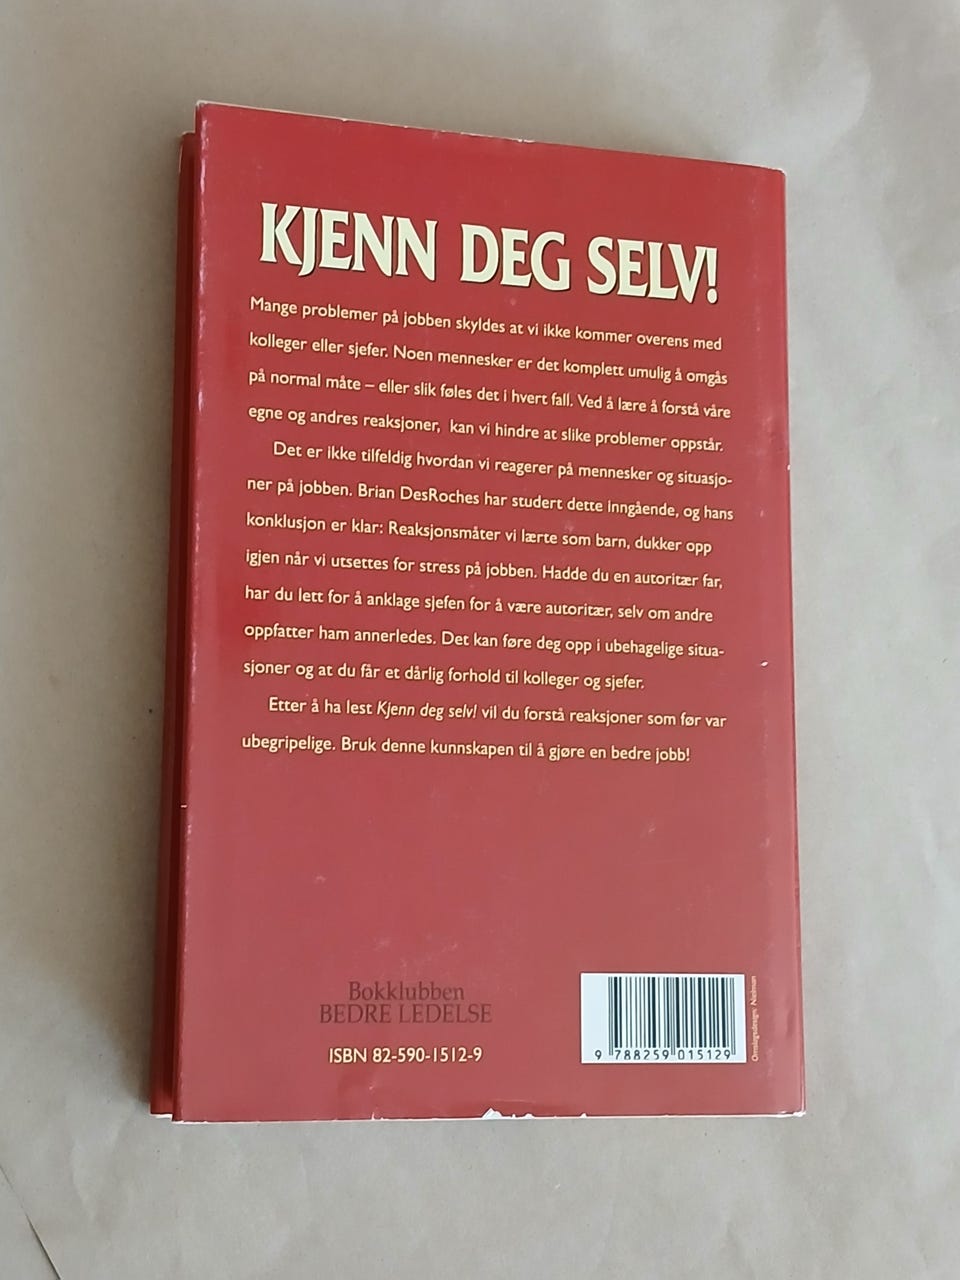 KJENN DEG SELV!
Mange problemer på jobben skyldes at vi ikke kommer overens med
kolleger eller sjefer. Noen mennesker er det komplett umulig å omgås
på normal måte – eller slik føles det i hvert fall. Ved å lære å forstå våre
egne og andres reaksjoner, kan vi hindre at slike problemer oppstår.
Det er ikke tilfeldig hvordan vi reagerer på mennesker og situasjo-
ner på jobben. Brian DesRoches har studert dette inngående, og hans
konklusjon er klar: Reaksjonsmåter vi lærte som barn, dukker opp
igjen når vi utsettes for stress på jobben. Hadde du en autoritær far,
har du lett for å anklage sjefen for å være autoritær, selv om andre
oppfatter ham annerledes. Det kan føre deg opp i ubehagelige situa-
sjoner og at du får et dårlig forhold til kolleger og sjefer.
Etter å ha lest Kjenn deg selv! vil du forstå reaksjoner som før var
ubegripelige. Bruk denne kunnskapen til å gjøre en bedre jobb!
Bokklubben
BEDRE LEDELSE
ISBN 82-590-1512-9
9 788259 015129
Omslagsdesign: